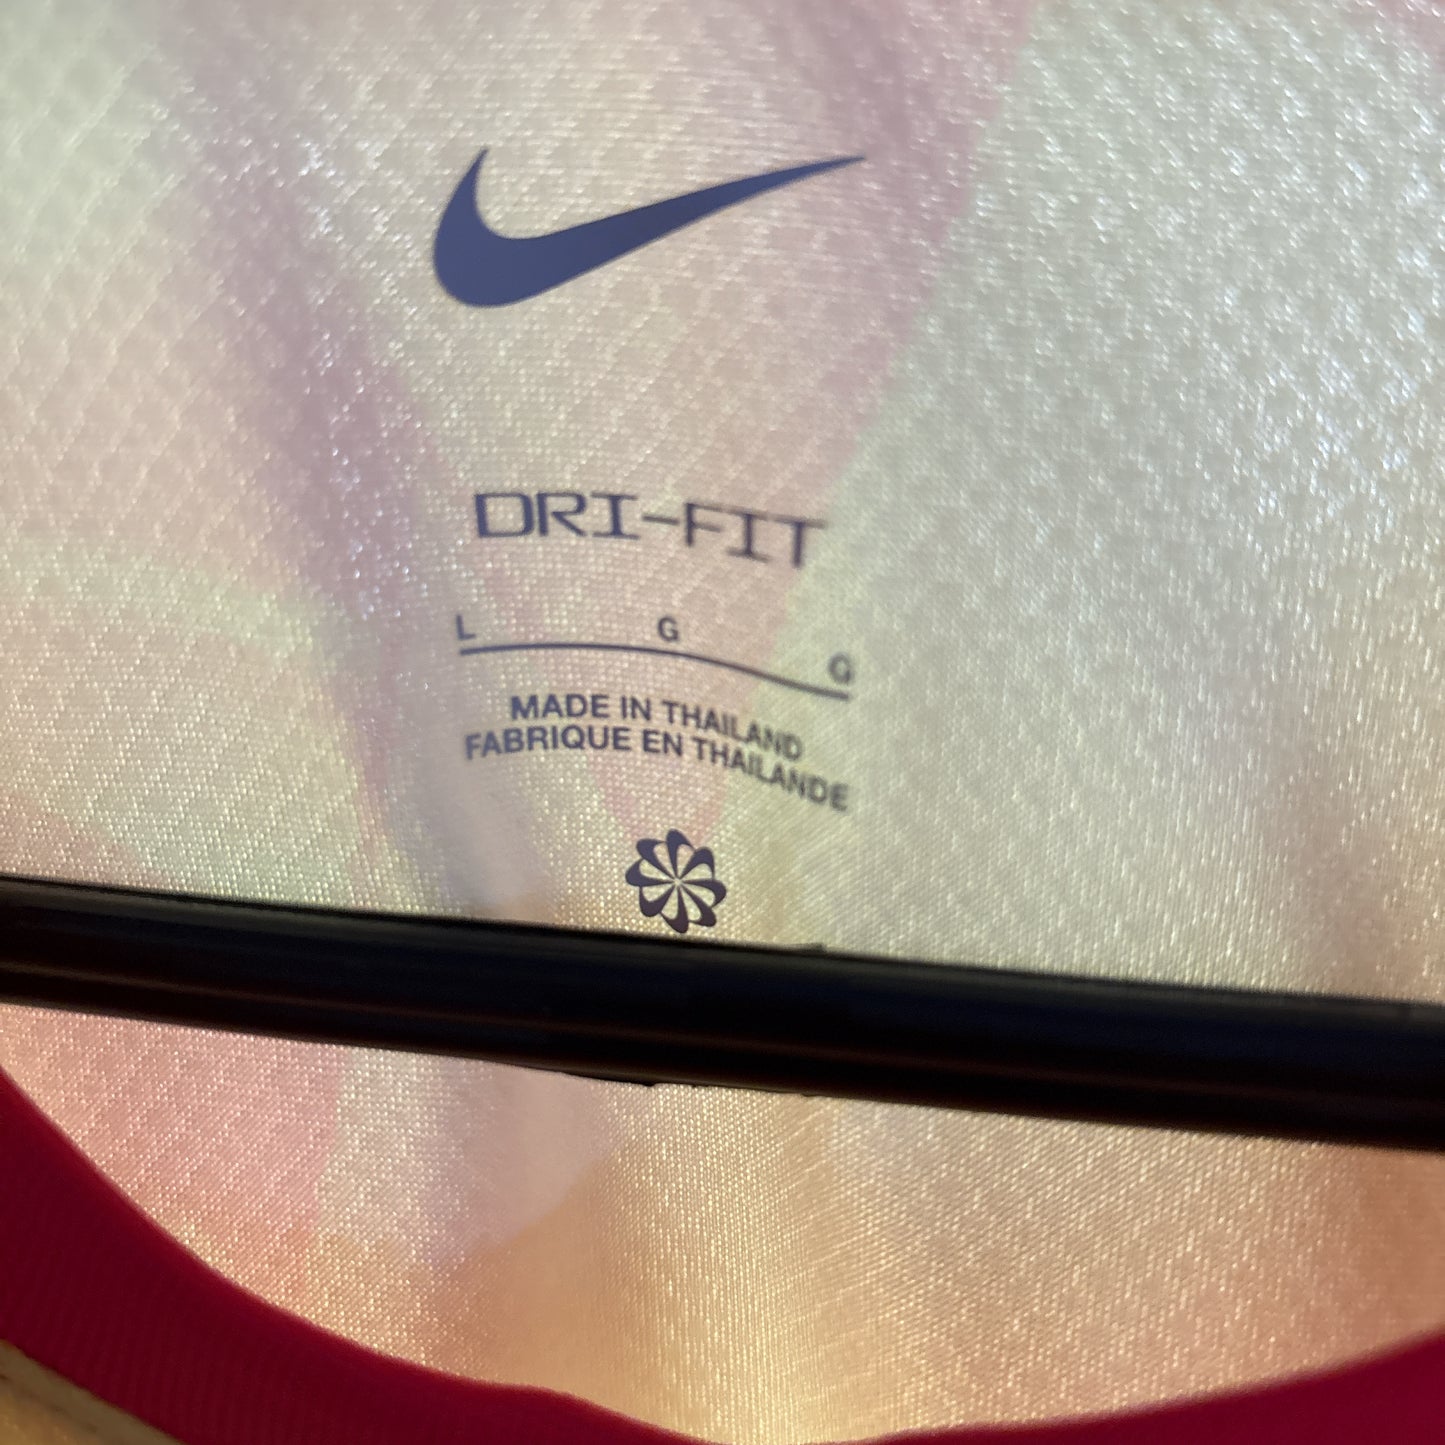 DRI-FIT
L G G
MADE IN THAILAND
FABRIQUE EN THAILANDE